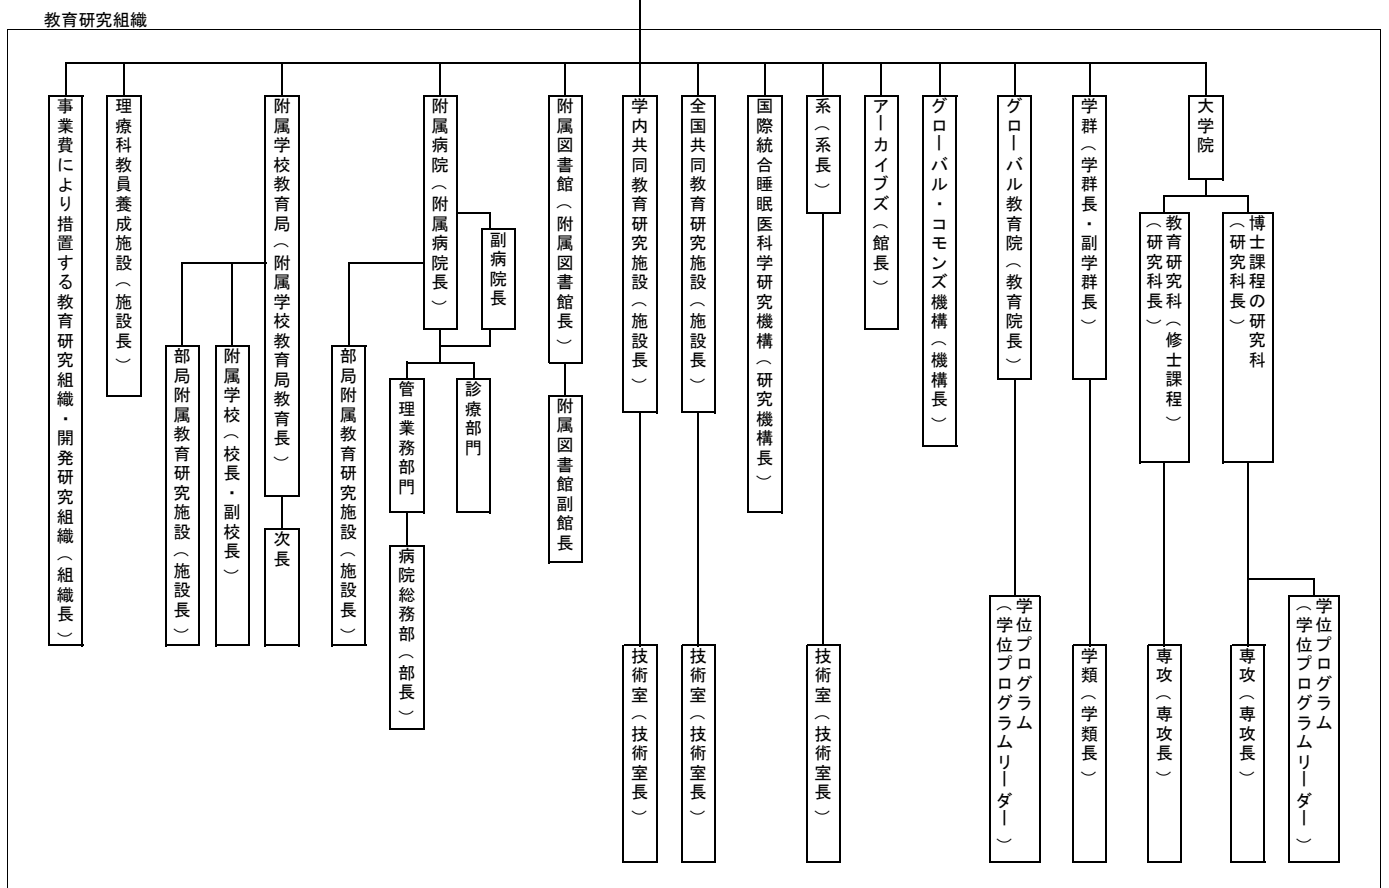 教育研究組織
大学院
博士課程の研究科
（研究科長）
教育研究科（修士課程）
（研究科長）
学群（学群長・副学群長）
グローバル教育院（教育院長）
グローバル・コモンズ機構（機構長）
アーカイブズ（館長）
系（系長）
国際統合睡眠医科学研究機構（研究機構長）
全国共同教育研究施設（施設長）
学内共同教育研究施設（施設長）
附属図書館（附属図書館長）
附属図書館副館長
附属病院（附属病院長）
副病院長
診療部門
管理業務部門
病院総務部（部長）
部局附属教育研究施設（施設長）
附属学校教育局（附属学校教育局教育長）
次長
附属学校（校長・副校長）
部局附属教育研究施設（施設長）
理療科教員養成施設（施設長）
事業費により措置する教育研究組織・開発研究組織（組織長）
学位プログラム
（学位プログラムリーダー）
専攻（専攻長）
専攻（専攻長）
学類（学類長）
学位プログラム
（学位プログラムリーダー）
技術室（技術室長）
技術室（技術室長）
技術室（技術室長）